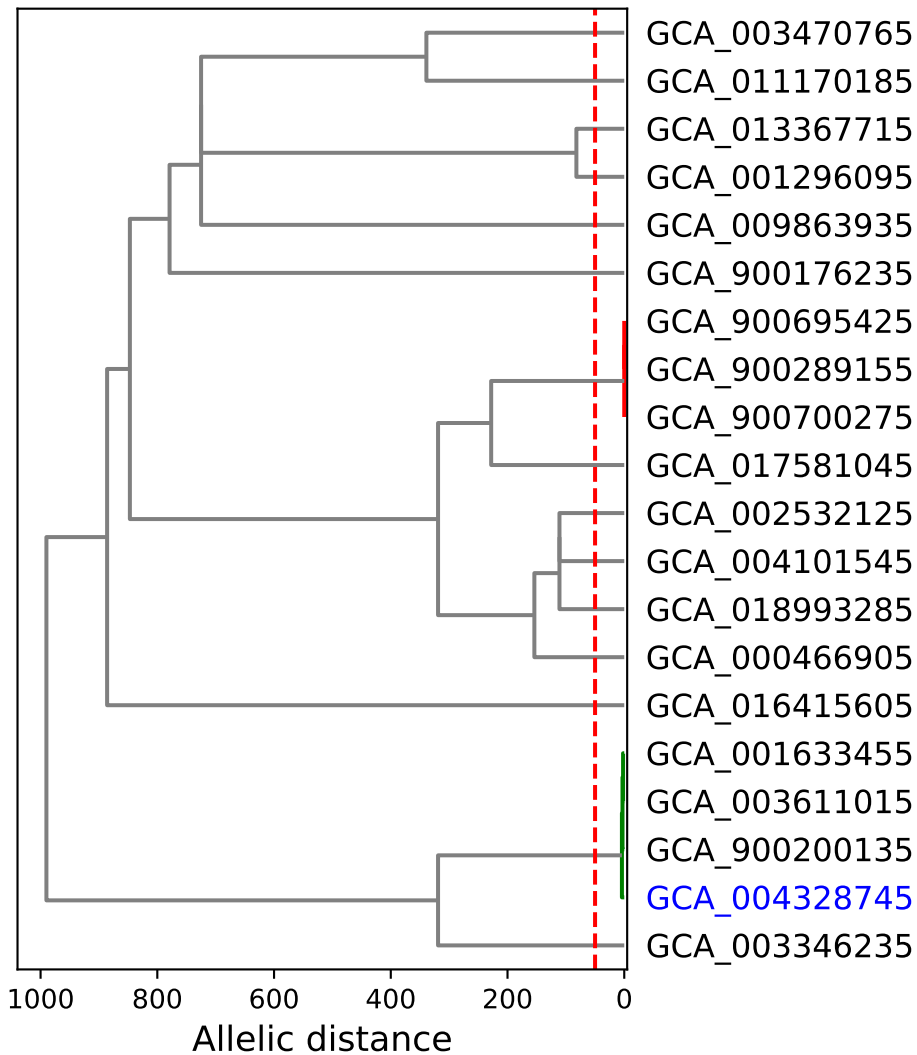 GCA_003470765
GCA_011170185
GCA_013367715
GCA_001296095
GCA_009863935
GCA_900176235
GCA_900695425
GCA_900289155
GCA_900700275
GCA_017581045
GCA_002532125
GCA_004101545
GCA_018993285
GCA_000466905
GCA_016415605
GCA_001633455
GCA_003611015
GCA_900200135
GCA_004328745
GCA_003346235
1000 800 600 400 200 0
Allelic distance